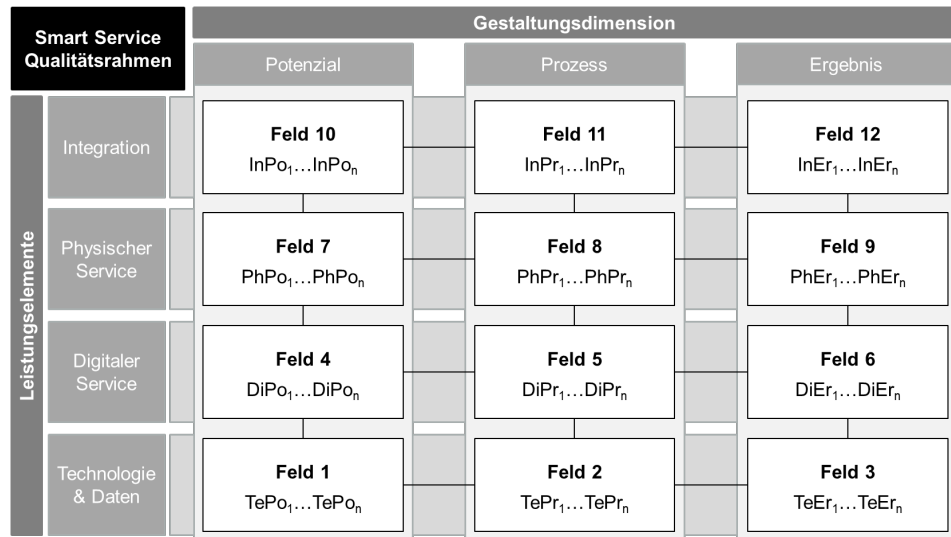 Smart Service
Qualitätsrahmen
Gestaltungsdimension
Potenzial
Prozess
Ergebnis
Leistungselemente
Integration
Feld 10
InPo₁…InPoₙ
Feld 11
InPr₁…InPrₙ
Feld 12
InEr₁…InErₙ
Physischer
Service
Feld 7
PhPo₁…PhPoₙ
Feld 8
PhPr₁…PhPrₙ
Feld 9
PhEr₁…PhErₙ
Digitaler
Service
Feld 4
DiPo₁…DiPoₙ
Feld 5
DiPr₁…DiPrₙ
Feld 6
DiEr₁…DiErₙ
Technologie
& Daten
Feld 1
TePo₁…TePoₙ
Feld 2
TePr₁…TePrₙ
Feld 3
TeEr₁…TeErₙ